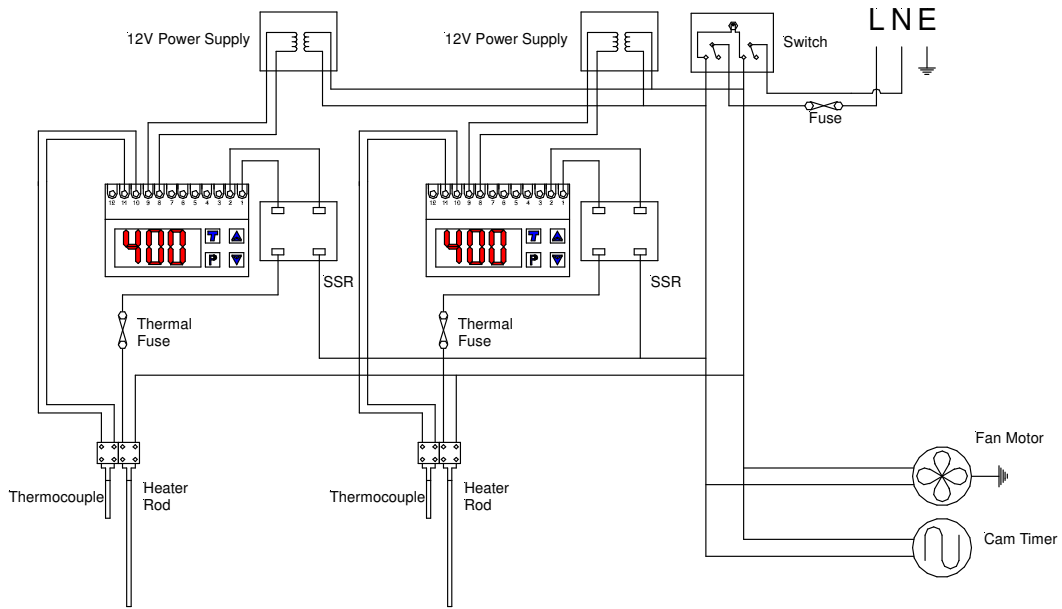 12V Power Supply
12V Power Supply
Switch
L N E
Fuse
12 11 10 9 8 7 6 5 4 3 2 1
12 11 10 9 8 7 6 5 4 3 2 1
400
T
P
400
T
P
SSR
SSR
Thermal
Fuse
Thermal
Fuse
Fan Motor
Thermocouple
Heater
Rod
Thermocouple
Heater
Rod
Cam Timer